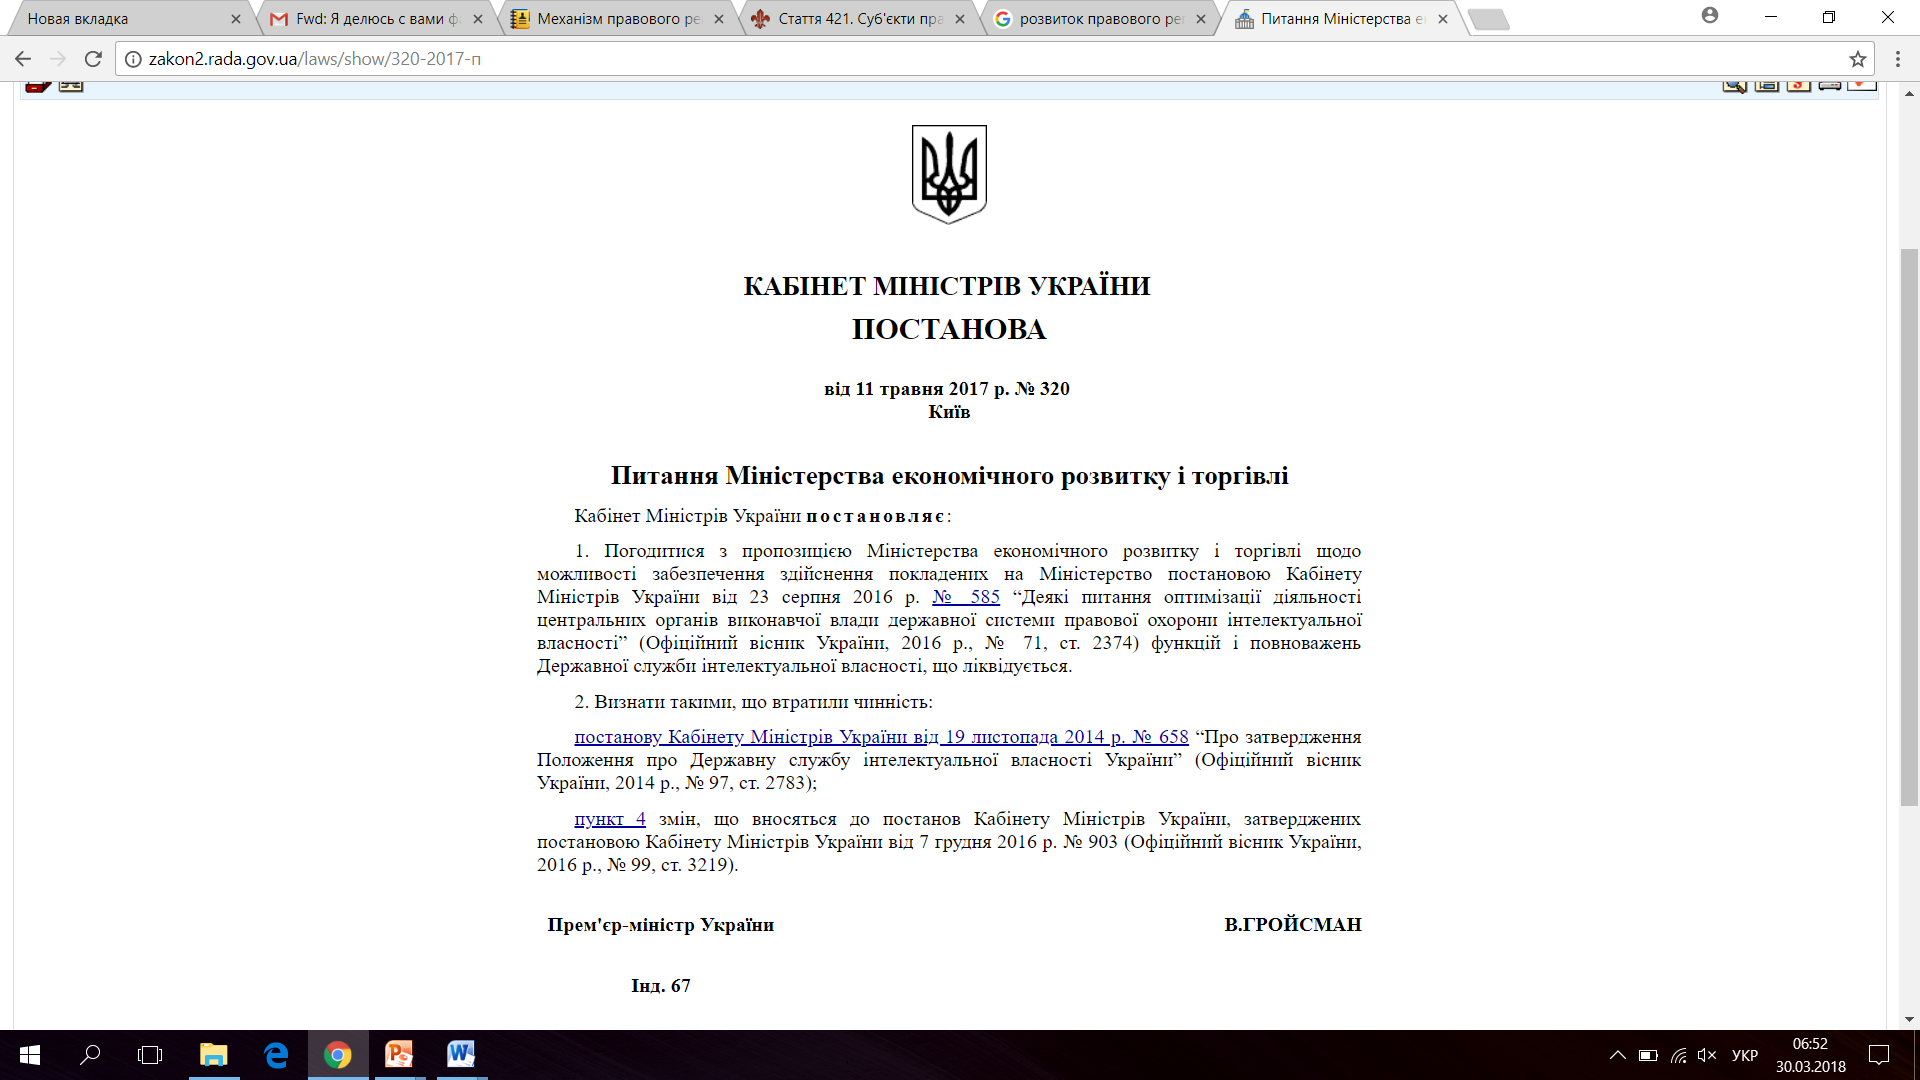 Новая вкладка
Fwd: Я делюсь с вами ф
Механізм правового ре
Стаття 421. Суб'єкти пра
розвиток правового рег
Питання Міністерства е
zakon2.rada.gov.ua/laws/show/320-2017-п
КАБІНЕТ МІНІСТРІВ УКРАЇНИ
ПОСТАНОВА
від 11 травня 2017 р. № 320
Київ
Питання Міністерства економічного розвитку і торгівлі
Кабінет Міністрів України постановляє:
1. Погодитися з пропозицією Міністерства економічного розвитку і торгівлі щодо
можливості забезпечення здійснення покладених на Міністерство постановою Кабінету
Міністрів України від 23 серпня 2016 р. № 585 “Деякі питання оптимізації діяльності
центральних органів виконавчої влади державної системи правової охорони інтелектуальної
власності” (Офіційний вісник України, 2016 р., № 71, ст. 2374) функцій і повноважень
Державної служби інтелектуальної власності, що ліквідується.
2. Визнати такими, що втратили чинність:
постанову Кабінету Міністрів України від 19 листопада 2014 р. № 658 “Про затвердження
Положення про Державну службу інтелектуальної власності України” (Офіційний вісник
України, 2014 р., № 97, ст. 2783);
пункт 4 змін, що вносяться до постанов Кабінету Міністрів України, затверджених
постановою Кабінету Міністрів України від 7 грудня 2016 р. № 903 (Офіційний вісник України,
2016 р., № 99, ст. 3219).
Прем'єр-міністр України
В.ГРОЙСМАН
Інд. 67
УКР
06:52
30.03.2018